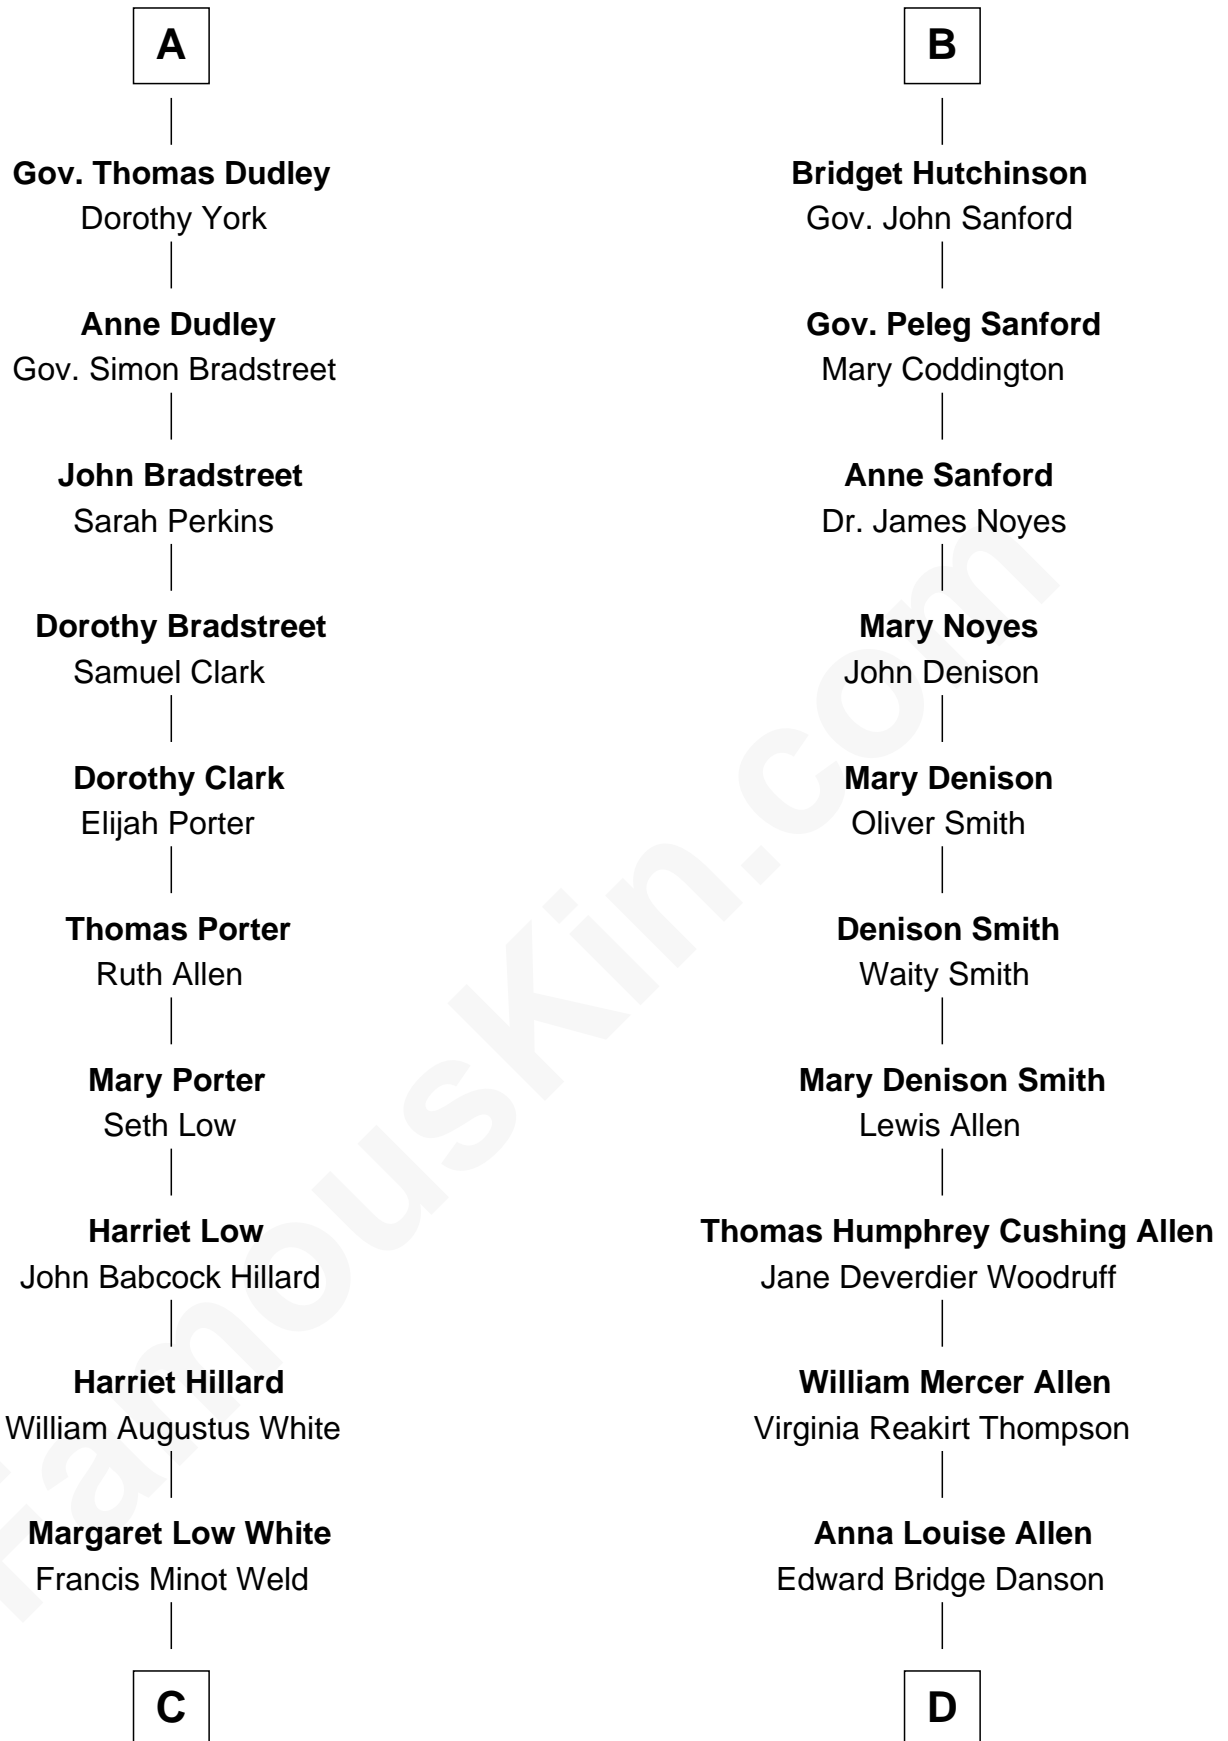 A
Gov. Thomas Dudley
Dorothy York
Anne Dudley
Gov. Simon Bradstreet
John Bradstreet
Sarah Perkins
Dorothy Bradstreet
Samuel Clark
Dorothy Clark
Elijah Porter
Thomas Porter
Ruth Allen
Mary Porter
Seth Low
Harriet Low
John Babcock Hillard
Harriet Hillard
William Augustus White
Margaret Low White
Francis Minot Weld
C
B
Bridget Hutchinson
Gov. John Sanford
Gov. Peleg Sanford
Mary Coddington
Anne Sanford
Dr. James Noyes
Mary Noyes
John Denison
Mary Denison
Oliver Smith
Denison Smith
Waity Smith
Mary Denison Smith
Lewis Allen
Thomas Humphrey Cushing Allen
Jane Deverdier Woodruff
William Mercer Allen
Virginia Reakirt Thompson
Anna Louise Allen
Edward Bridge Danson
D
FamousKin.com